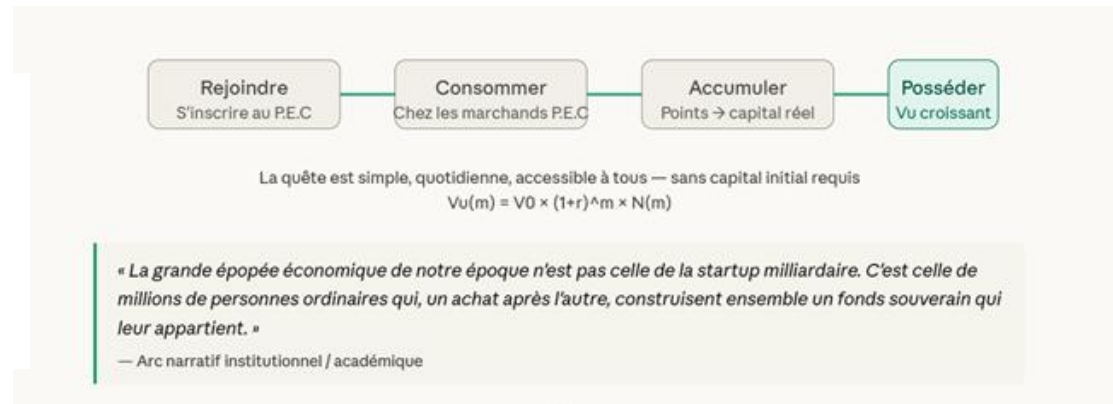 Rejoindre
S'inscrire au P.E.C
Consommer
Chez les marchands P.E.C
Accumuler
Points → capital réel
Posséder
Vu croissant
La quête est simple, quotidienne, accessible à tous — sans capital initial requis
Vu(m) = V0 × (1+r)^m × N(m)
« La grande épopée économique de notre époque n'est pas celle de la startup milliardaire. C'est celle de
millions de personnes ordinaires qui, un achat après l'autre, construisent ensemble un fonds souverain qui
leur appartient. »
— Arc narratif institutionnel / académique